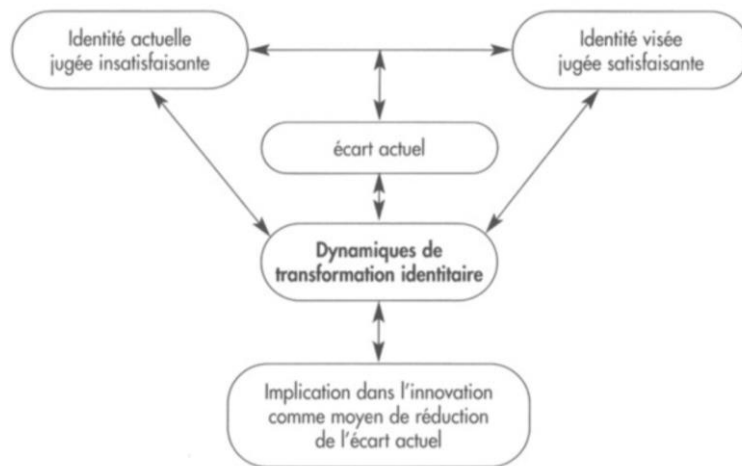 Identité actuelle
jugée insatisfaisante
Identité visée
jugée satisfaisante
écart actuel
Dynamiques de
transformation identitaire
Implication dans l'innovation
comme moyen de réduction
de l'écart actuel